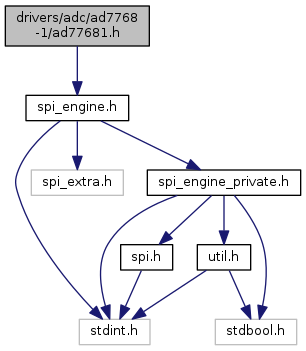 drivers/adc/ad7768
-1/ad77681.h
spi_engine.h
spi_extra.h
spi_engine_private.h
spi.h
util.h
stdint.h
stdbool.h